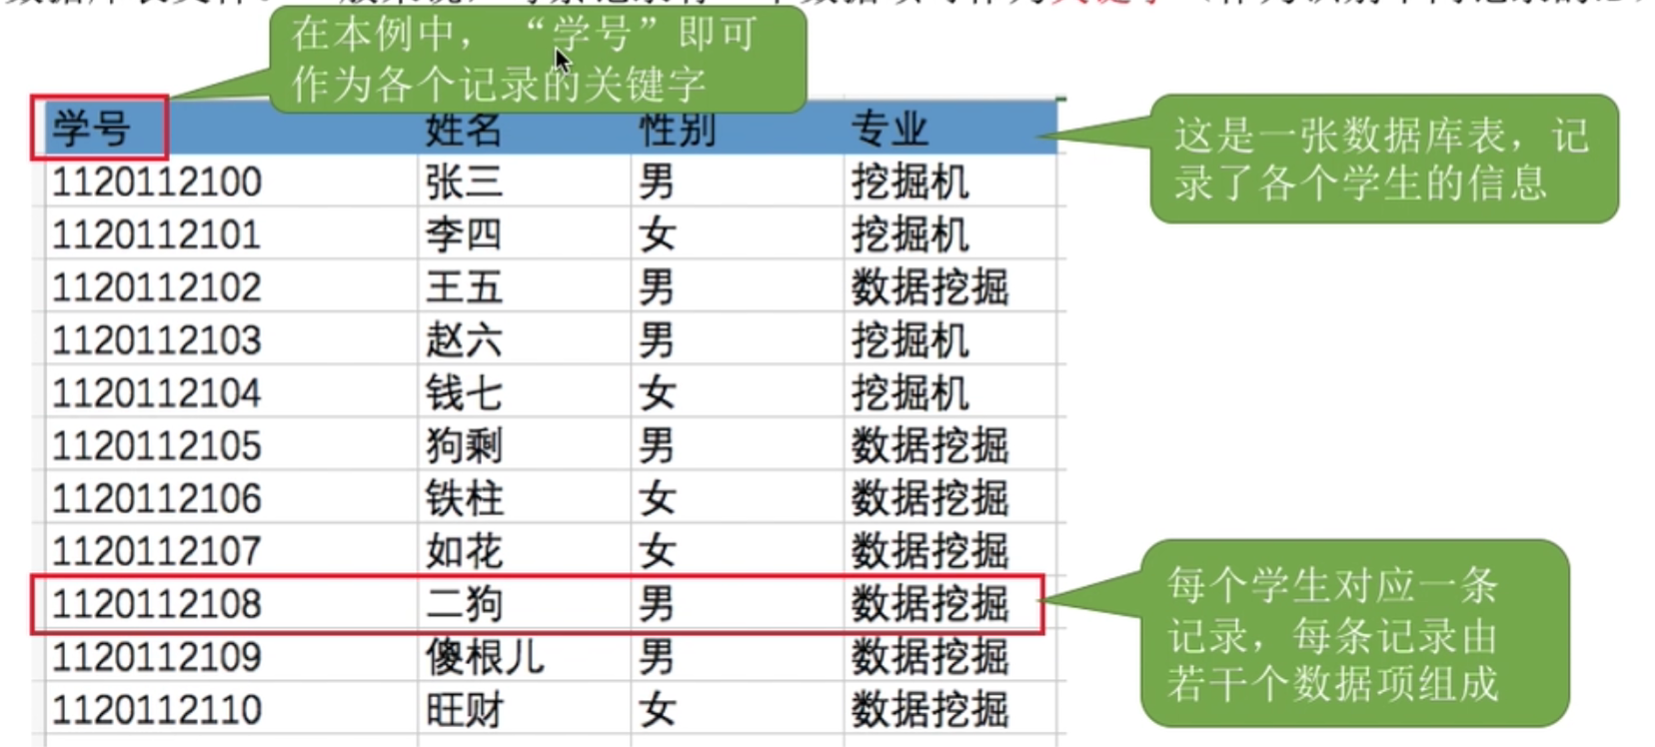 在本例中，“学号”即可
作为各个记录的关键字
学号 姓名 性别 专业
这是一张数据库表，记
录了各个学生的信息
1120112100 张三 男 挖掘机
1120112101 李四 女 挖掘机
1120112102 王五 男 数据挖掘
1120112103 赵六 男 挖掘机
1120112104 钱七 女 挖掘机
1120112105 狗剩 男 数据挖掘
1120112106 铁柱 女 数据挖掘
1120112107 如花 女 数据挖掘
1120112108 二狗 男 数据挖掘
每个学生对应一条
记录，每条记录由
若干个数据项组成
1120112109 傻根儿 男 数据挖掘
1120112110 旺财 女 数据挖掘